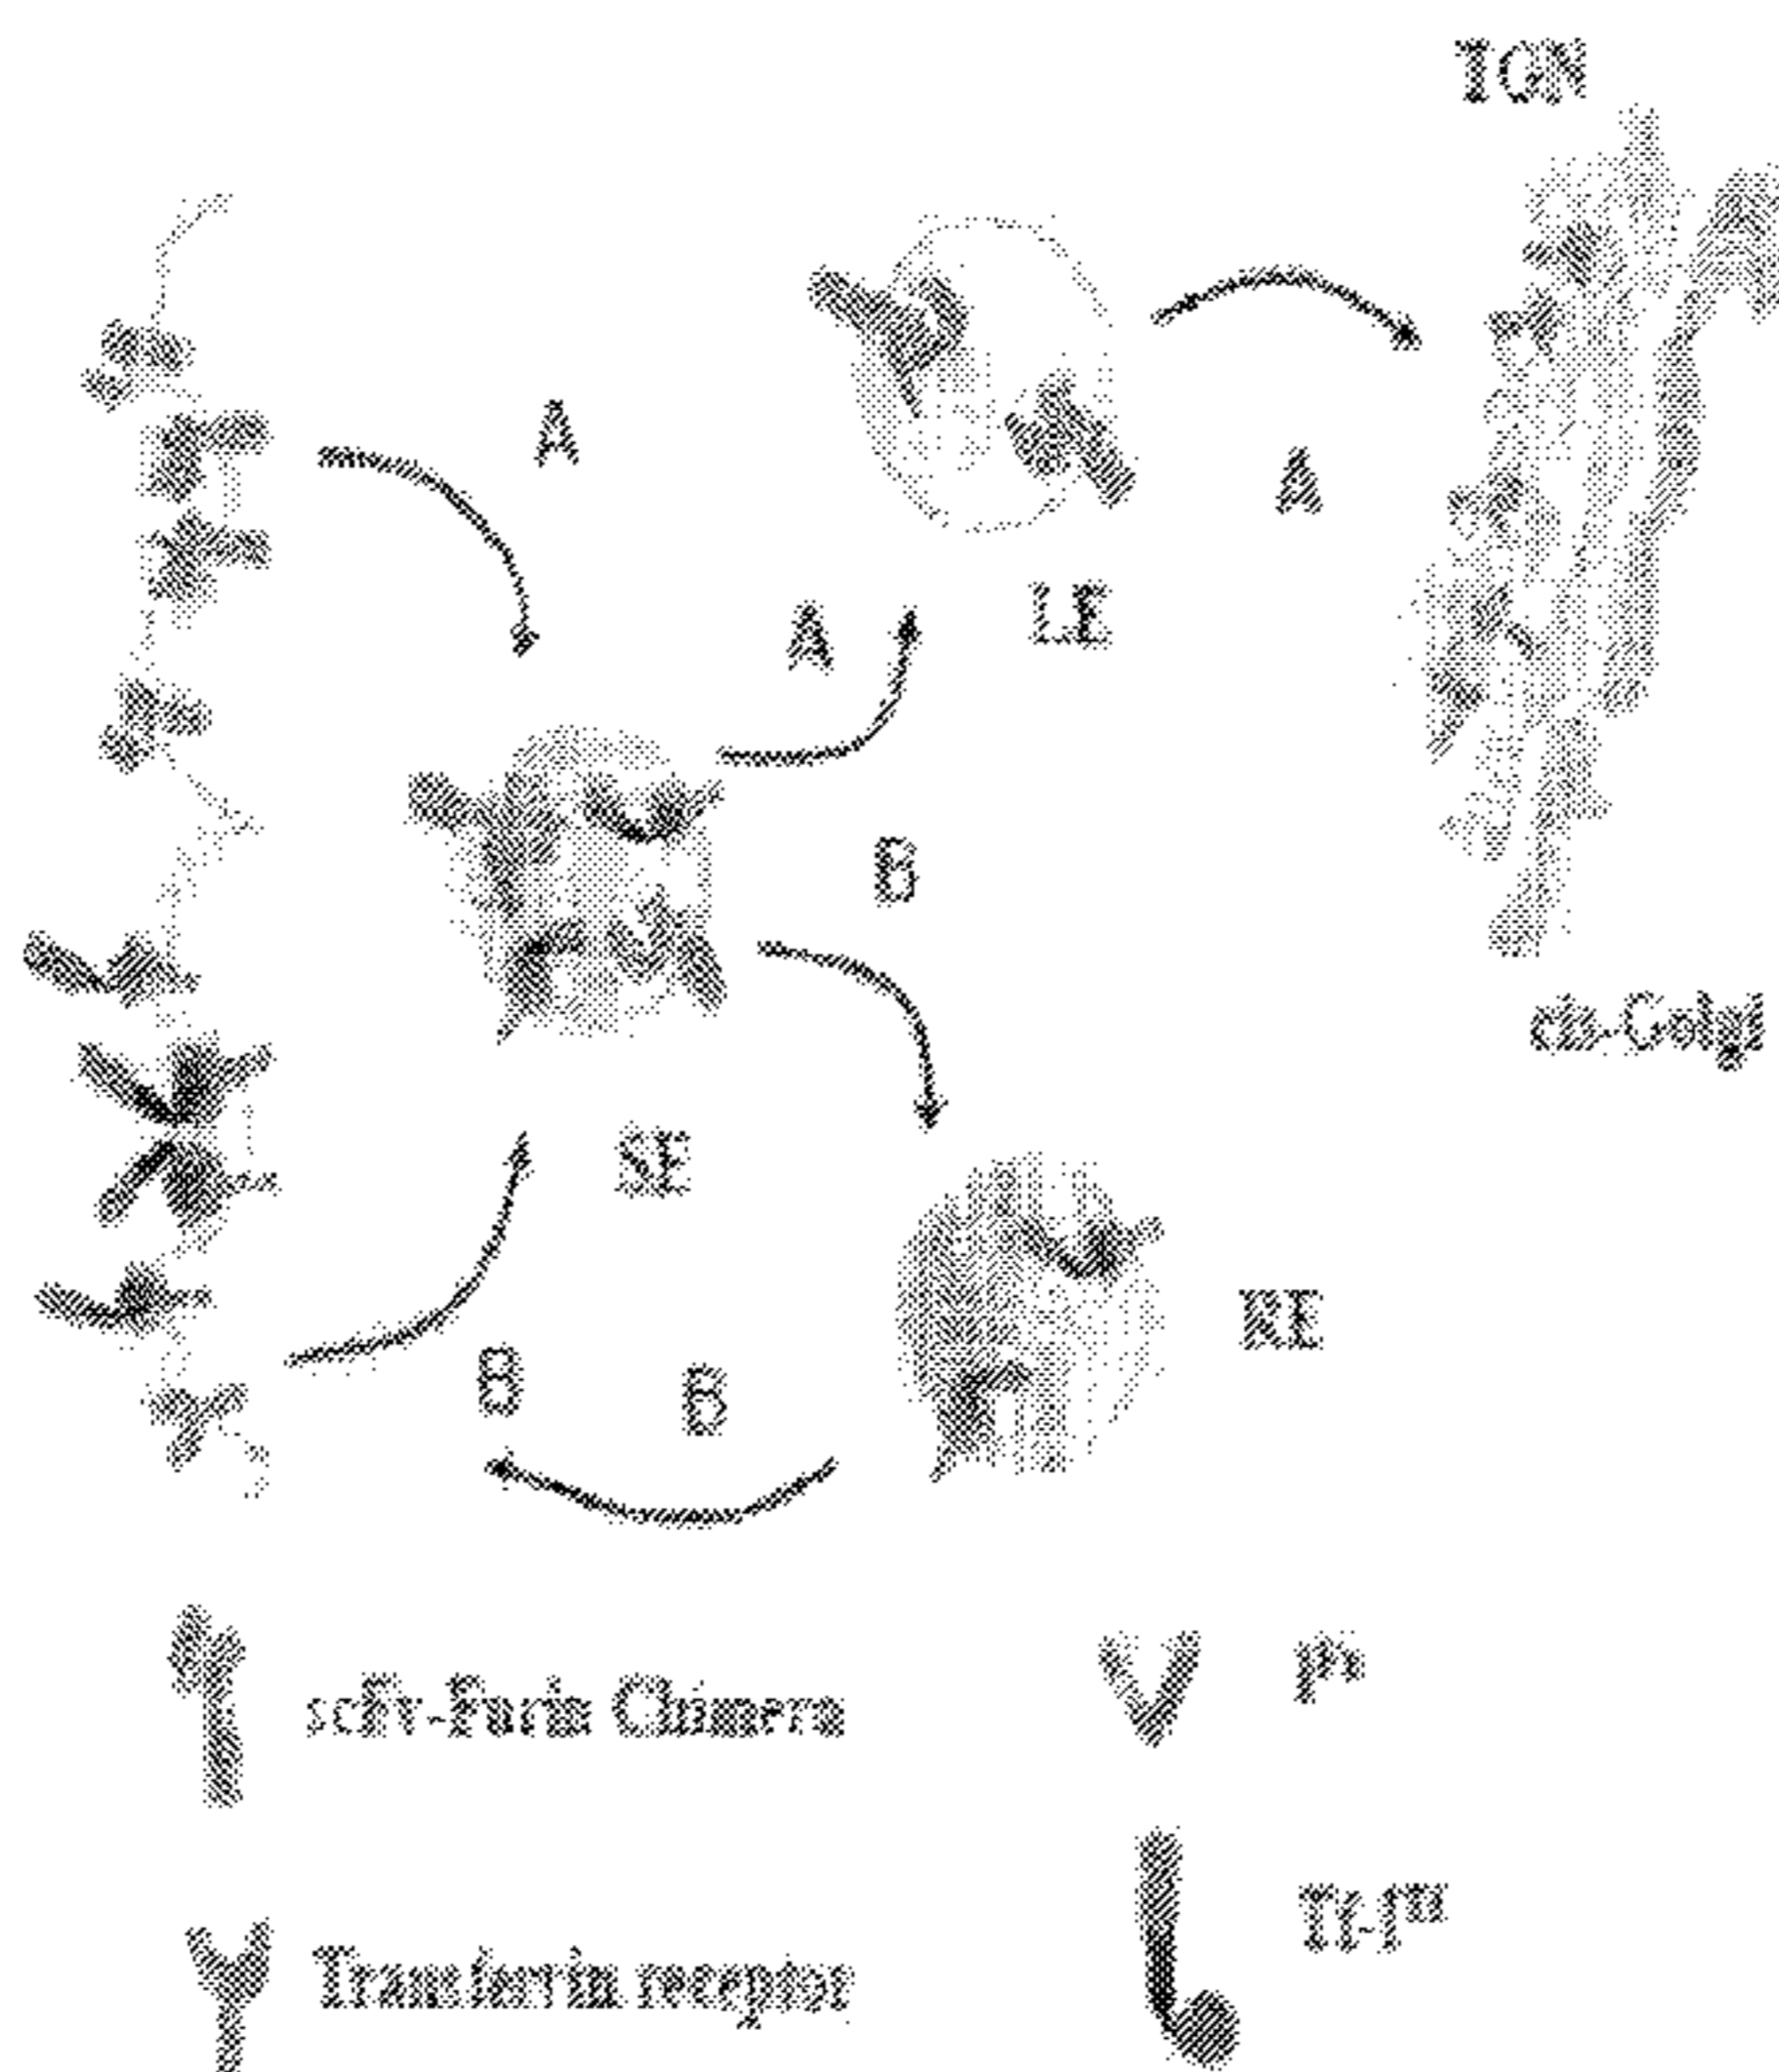 TGN
A
A
A
LE
B
cis-Golgi
SE
RE
B
B
scFv-Furin Chimera
Transferrin receptor